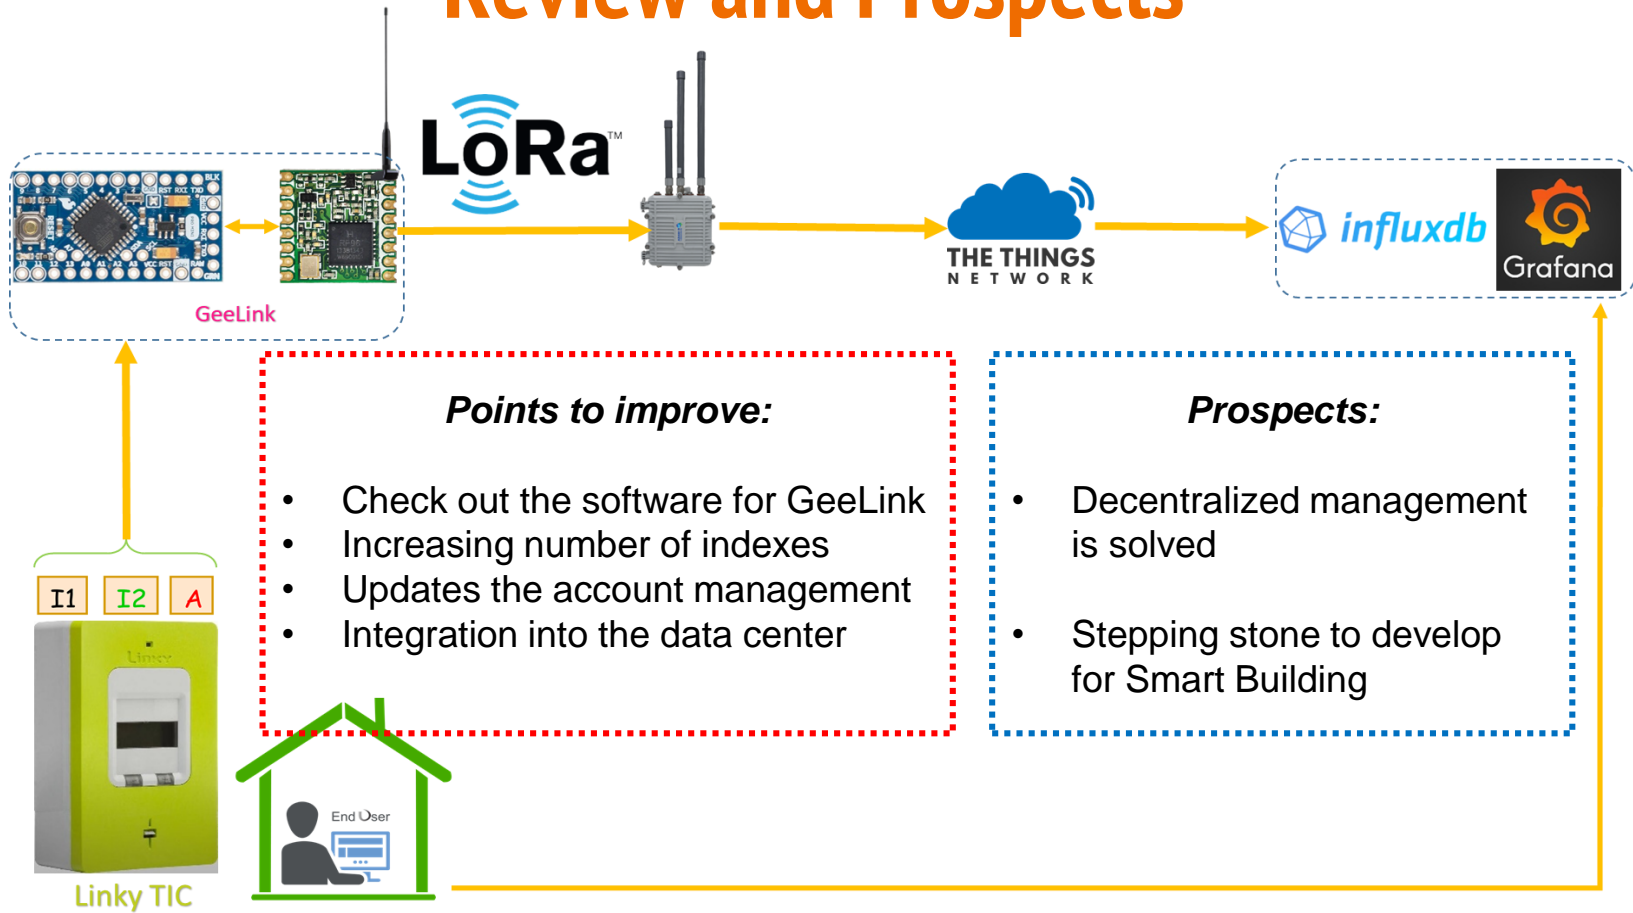 Review and Prospects
LoRa™
GeeLink
THE THINGS
NETWORK
influxdb
Grafana
Points to improve:
• Check out the software for GeeLink
• Increasing number of indexes
• Updates the account management
• Integration into the data center
Prospects:
• Decentralized management
is solved
• Stepping stone to develop
for Smart Building
I1 I2 A
Linky
End User
Linky TIC